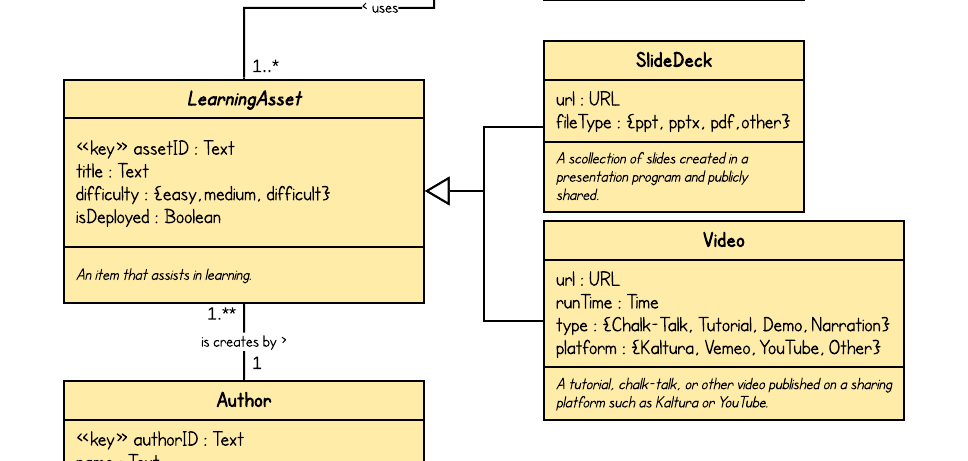 < uses
1..*
LearningAsset
«key» assetID : Text
title : Text
difficulty : {easy, medium, difficult}
isDeployed : Boolean
An item that assists in learning.
1.**
is creates by >
1
Author
«key» authorID : Text
name : Text
SlideDeck
url : URL
fileType : {ppt, pptx, pdf,other}
A scollection of slides created in a
presentation program and publicly
shared.
Video
url : URL
runTime : Time
type : {Chalk-Talk, Tutorial, Demo, Narration}
platform : {Kaltura, Vemeo, YouTube, Other}
A tutorial, chalk-talk, or other video published on a sharing
platform such as Kaltura or YouTube.